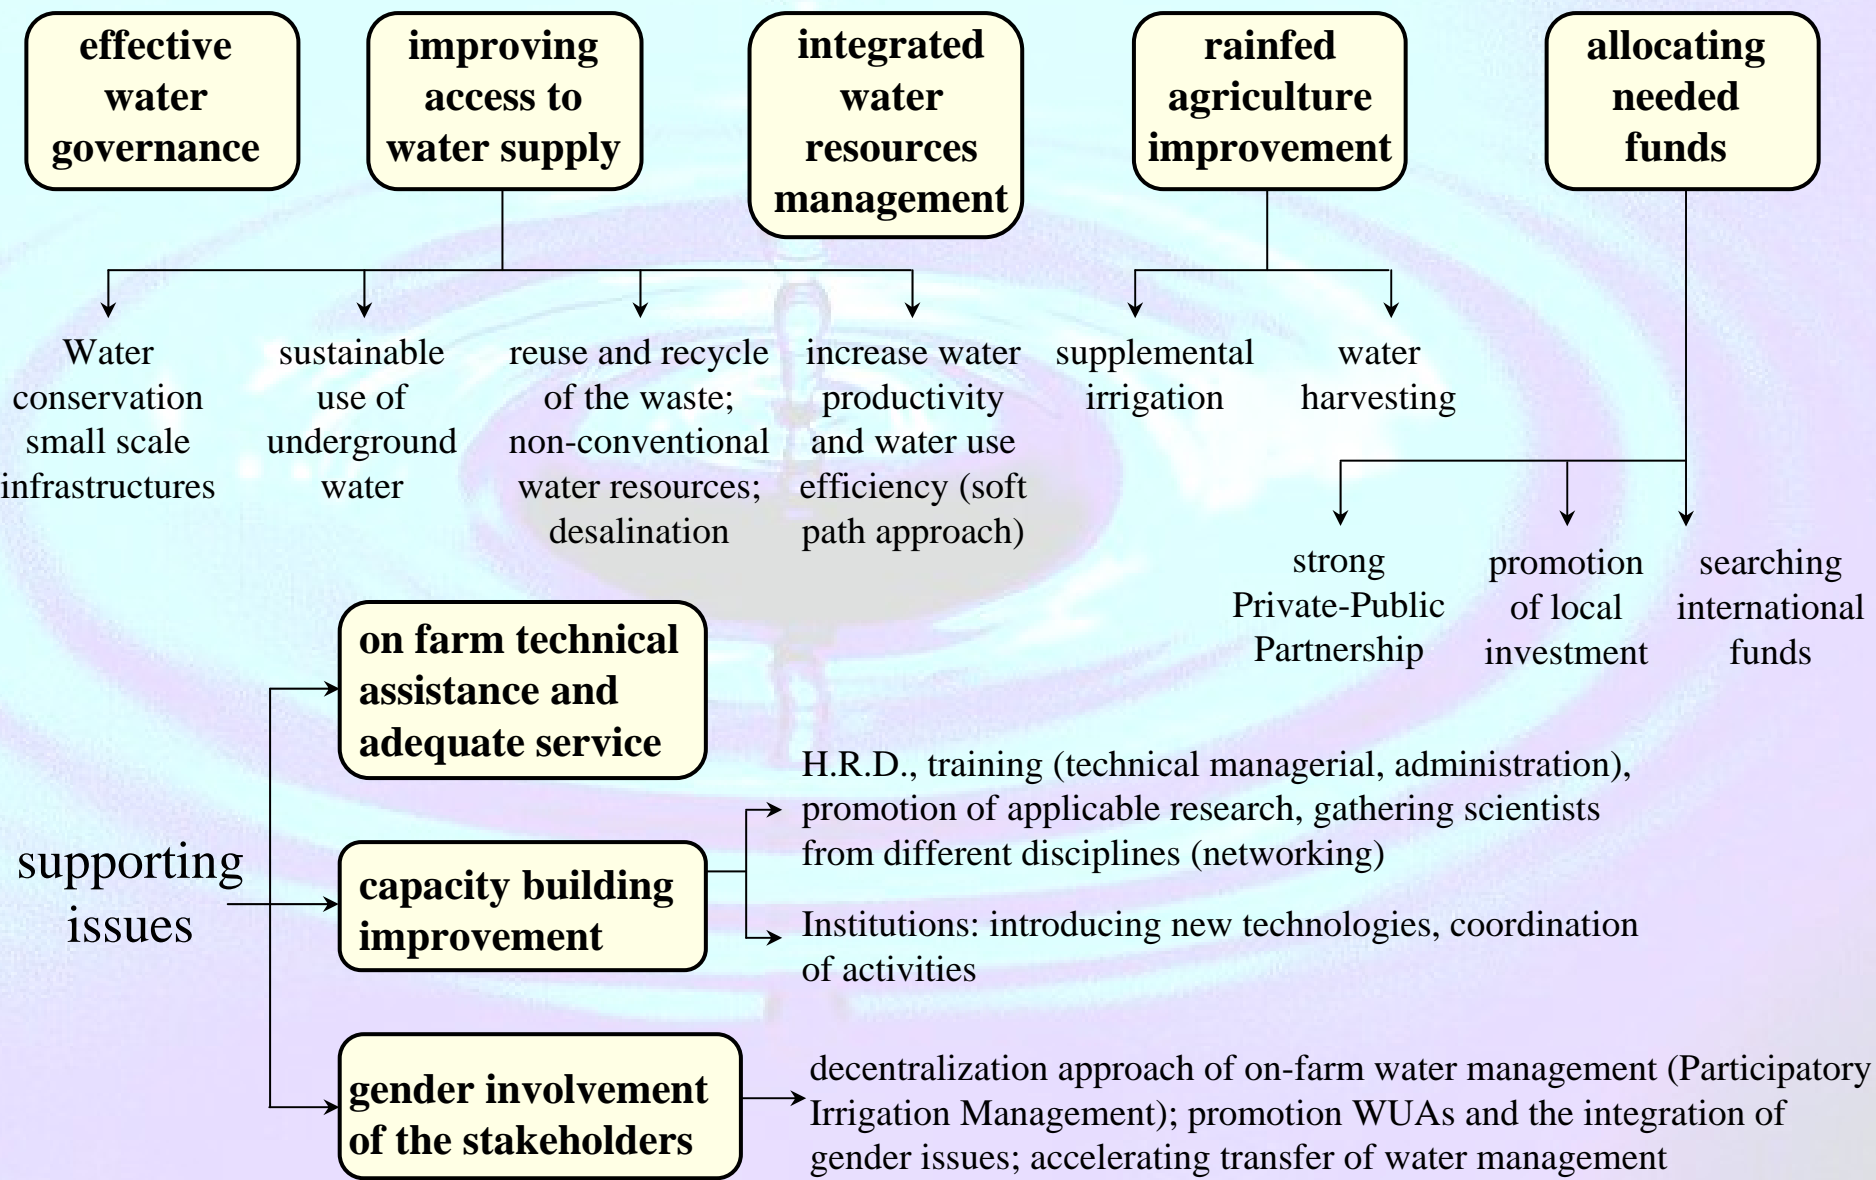 effective
water
governance
improving
access to
water supply
integrated
water
resources
management
rainfed
agriculture
improvement
allocating
needed
funds
Water
conservation
small scale
infrastructures
sustainable
use of
underground
water
reuse and recycle
of the waste;
non-conventional
water resources;
desalination
increase water
productivity
and water use
efficiency (soft
path approach)
supplemental
irrigation
water
harvesting
strong
Private-Public
Partnership
promotion
of local
investment
searching
international
funds
supporting
issues
on farm technical
assistance and
adequate service
capacity building
improvement
H.R.D., training (technical managerial, administration),
promotion of applicable research, gathering scientists
from different disciplines (networking)
Institutions: introducing new technologies, coordination
of activities
gender involvement
of the stakeholders
decentralization approach of on-farm water management (Participatory
Irrigation Management); promotion WUAs and the integration of
gender issues; accelerating transfer of water management